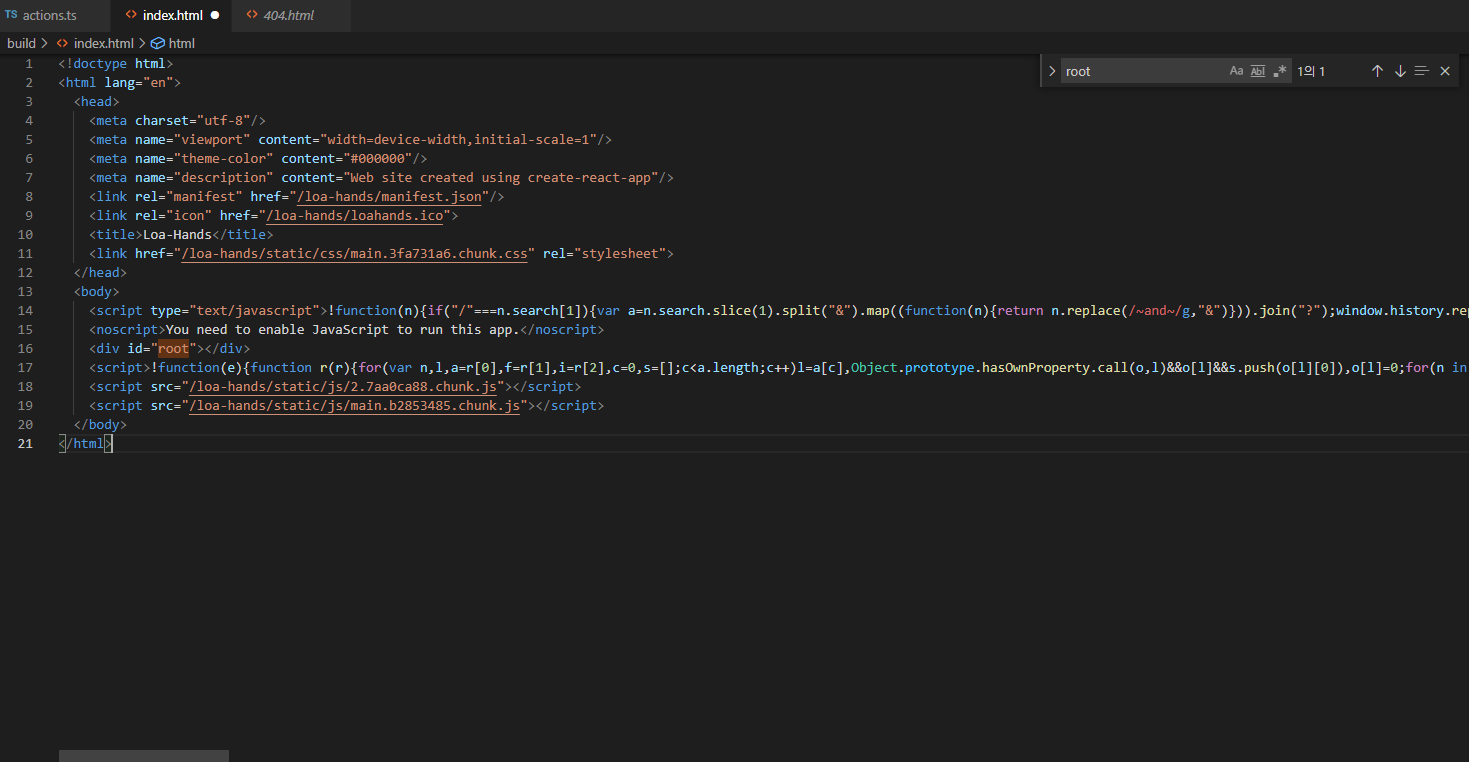 TS actions.ts <> index.html ● <> 404.html
build > <> index.html > html
root Aa Abl .* 1의 1
1 <!doctype html>
2 <html lang="en">
3 <head>
4 <meta charset="utf-8"/>
5 <meta name="viewport" content="width=device-width,initial-scale=1"/>
6 <meta name="theme-color" content="#000000"/>
7 <meta name="description" content="Web site created using create-react-app"/>
8 <link rel="manifest" href="/loa-hands/manifest.json"/>
9 <link rel="icon" href="/loa-hands/loahands.ico">
10 <title>Loa-Hands</title>
11 <link href="/loa-hands/static/css/main.3fa731a6.chunk.css" rel="stylesheet">
12 </head>
13 <body>
14 <script type="text/javascript">!function(n){if("/"===n.search[1]){var a=n.search.slice(1).split("&").map((function(n){return n.replace(/~and~/g,"&")})).join("?");window.history.rep
15 <noscript>You need to enable JavaScript to run this app.</noscript>
16 <div id="root"></div>
17 <script>!function(e){function r(r){for(var n,l,a=r[0],f=r[1],i=r[2],c=0,s=[];c<a.length;c++)l=a[c],Object.prototype.hasOwnProperty.call(o,l)&&o[l]&&s.push(o[l][0]),o[l]=0;for(n in
18 <script src="/loa-hands/static/js/2.7aa0ca88.chunk.js"></script>
19 <script src="/loa-hands/static/js/main.b2853485.chunk.js"></script>
20 </body>
21 </html>